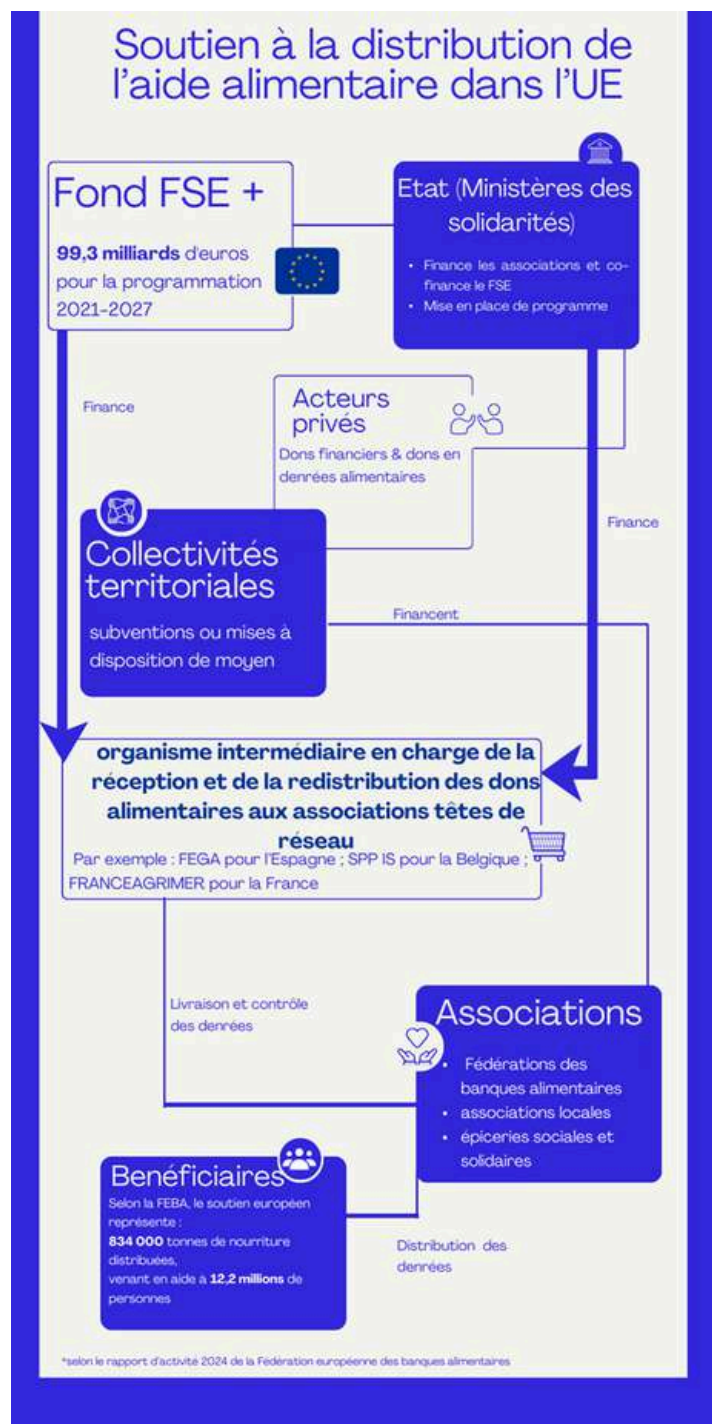 Soutien à la distribution de
l'aide alimentaire dans l'UE
Fond FSE +
99,3 milliards d'euros
pour la programmation
2021-2027
Etat (Ministères des
solidarités)
• Finance les associations et co-
finance le FSE
• Mise en place de programme
Finance
Acteurs
privés
Dons financiers & dons en
denrées alimentaires
Finance
Collectivités
territoriales
subventions ou mises à
disposition de moyen
Financent
organisme intermédiaire en charge de la
réception et de la redistribution des dons
alimentaires aux associations têtes de
réseau
Par exemple : FEGA pour l'Espagne ; SPP IS pour la Belgique ;
FRANCEAGRIMER pour la France
Livraison et contrôle
des denrées
Associations
• Fédérations des
banques alimentaires
• associations locales
• épiceries sociales et
solidaires
Benéficiaires
Selon la FEBA, le soutien européen
représente :
834 000 tonnes de nourriture
distribuées,
venant en aide à 12,2 millions de
personnes
Distribution des
denrées
*selon le rapport d'activité 2024 de la Fédération européenne des banques alimentaires